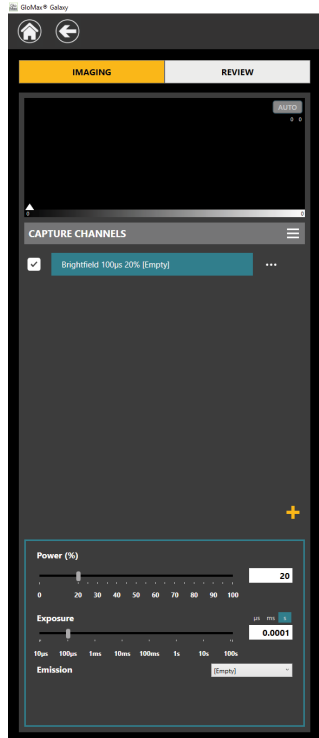 GloMax® Galaxy
IMAGING REVIEW
AUTO
0 0
0 0
CAPTURE CHANNELS
Brightfield 100µs 20% [Empty]
Power (%)
20
0 20 30 40 50 60 70 80 90 100
Exposure µs ms s
0.0001
10µs 100µs 1ms 10ms 100ms 1s 10s 100s
Emission [Empty]